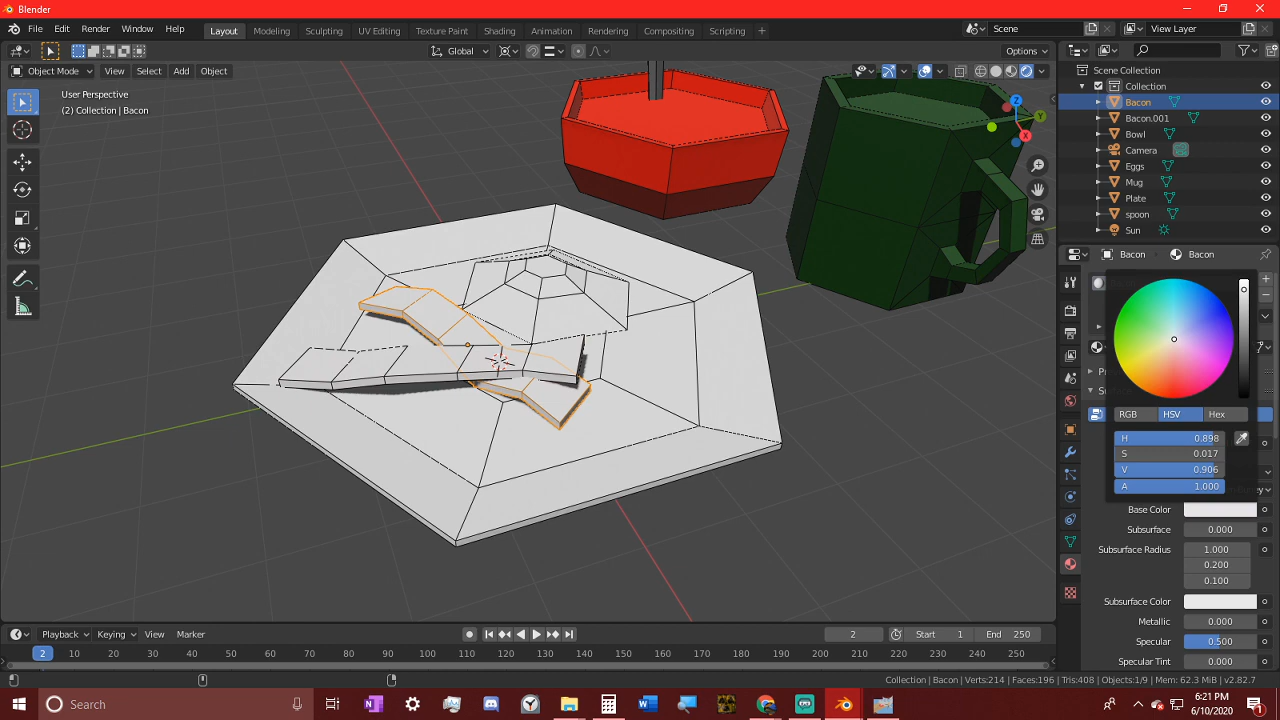 Blender
File Edit Render Window Help
Layout Modeling Sculpting UV Editing Texture Paint Shading Animation Rendering Compositing Scripting +
Scene
View Layer
Global
Options
Object Mode View Select Add Object
User Perspective
(2) Collection | Bacon
Z
Y
X
Scene Collection
Collection
Bacon
Bacon.001
Bowl
Camera
Eggs
Mug
Plate
spoon
Sun
Bacon Bacon
RGB HSV Hex
H 0.898
S 0.017
V 0.906
A 1.000
Base Color
Subsurface 0.000
Subsurface Radius 1.000
0.200
0.100
Subsurface Color
Metallic 0.000
Specular 0.500
Specular Tint 0.000
Playback Keying View Marker
2 Start 1 End 250
2 10 20 30 40 50 60 70 80 90 100 110 120 130 140 150 160 170 180 190 200 210 220 230 240 250
Collection | Bacon | Verts:214 | Faces:196 | Tris:408 | Objects:1/9 | Mem: 62.3 MiB | v2.82.7
Search
6:21 PM
6/10/2020
1